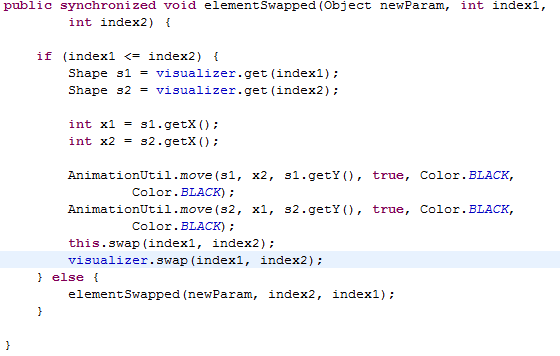 public synchronized void elementSwapped(Object newParam, int index1,
int index2) {
if (index1 <= index2) {
Shape s1 = visualizer.get(index1);
Shape s2 = visualizer.get(index2);
int x1 = s1.getX();
int x2 = s2.getX();
AnimationUtil.move(s1, x2, s1.getY(), true, Color.BLACK,
Color.BLACK);
AnimationUtil.move(s2, x1, s2.getY(), true, Color.BLACK,
Color.BLACK);
this.swap(index1, index2);
visualizer.swap(index1, index2);
} else {
elementSwapped(newParam, index2, index1);
}
}